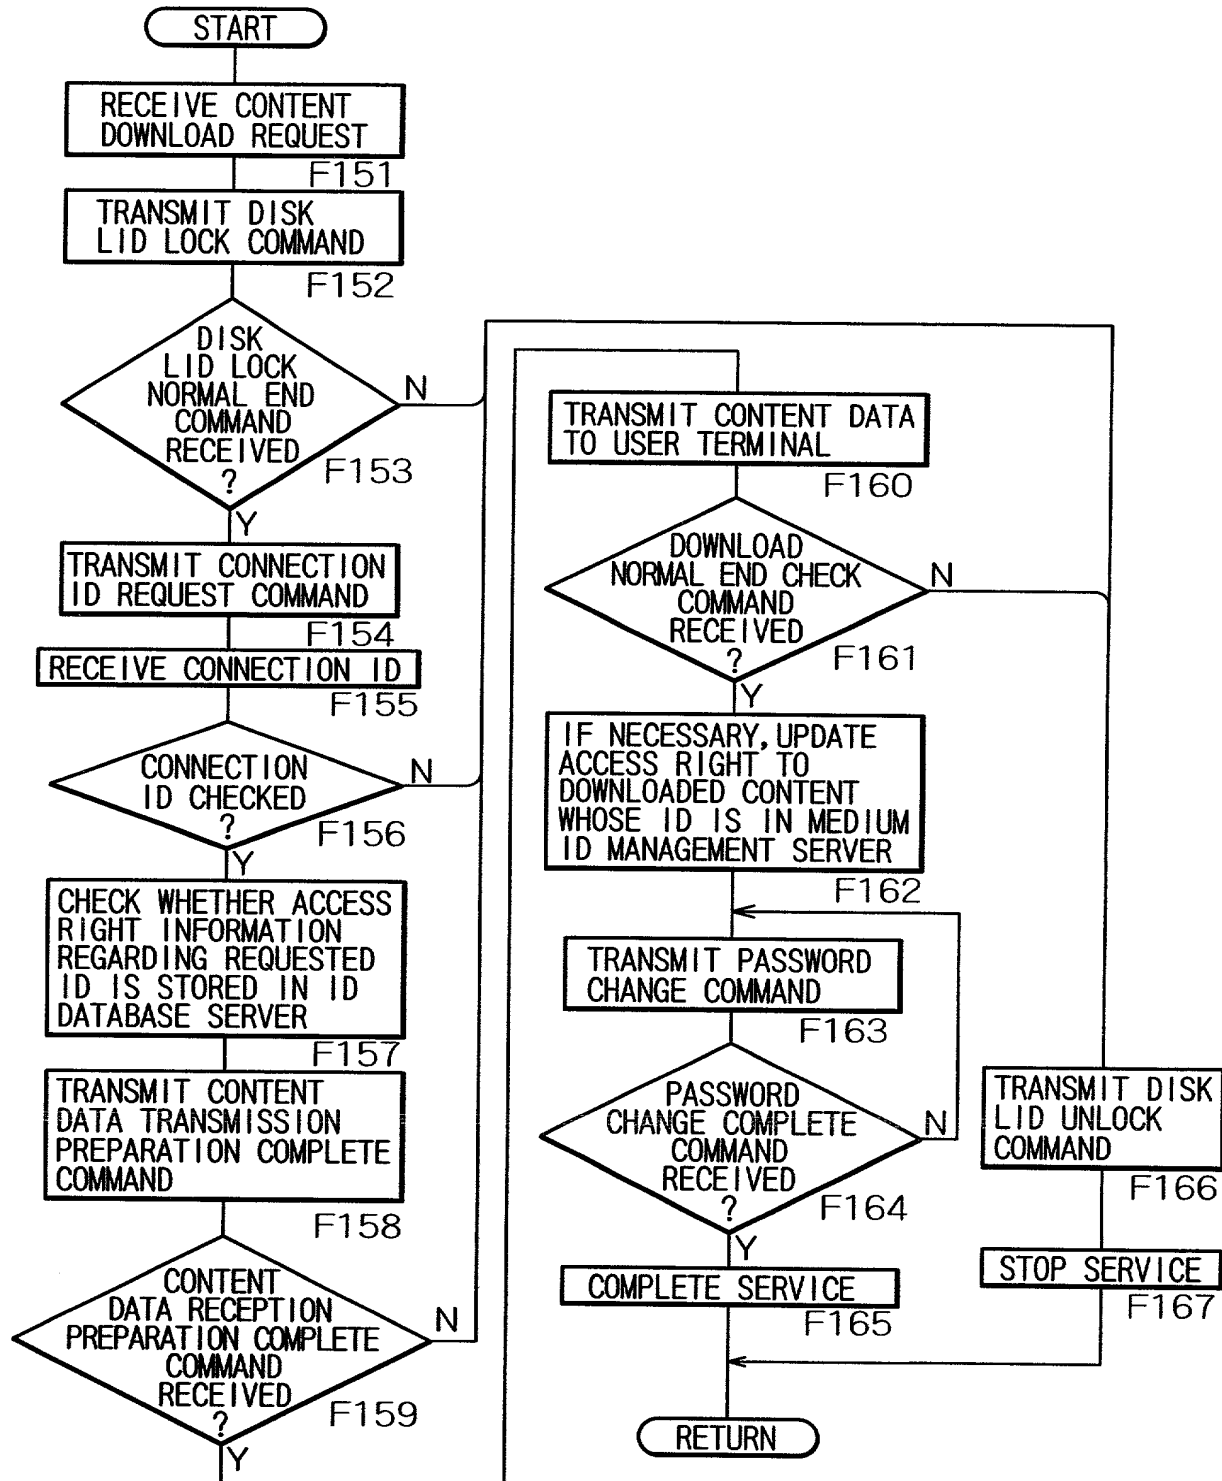 START
RECEIVE CONTENT
DOWNLOAD REQUEST
F151
TRANSMIT DISK
LID LOCK COMMAND
F152
DISK
LID LOCK
NORMAL END
COMMAND
RECEIVED
?
N
F153
Y
TRANSMIT CONNECTION
ID REQUEST COMMAND
F154
RECEIVE CONNECTION ID
F155
CONNECTION
ID CHECKED
?
N
F156
Y
CHECK WHETHER ACCESS
RIGHT INFORMATION
REGARDING REQUESTED
ID IS STORED IN ID
DATABASE SERVER
F157
TRANSMIT CONTENT
DATA TRANSMISSION
PREPARATION COMPLETE
COMMAND
F158
CONTENT
DATA RECEPTION
PREPARATION COMPLETE
COMMAND
RECEIVED
?
N
F159
Y
TRANSMIT CONTENT DATA
TO USER TERMINAL
F160
DOWNLOAD
NORMAL END CHECK
COMMAND
RECEIVED
?
N
F161
Y
IF NECESSARY, UPDATE
ACCESS RIGHT TO
DOWNLOADED CONTENT
WHOSE ID IS IN MEDIUM
ID MANAGEMENT SERVER
F162
TRANSMIT PASSWORD
CHANGE COMMAND
F163
PASSWORD
CHANGE COMPLETE
COMMAND
RECEIVED
?
N
F164
Y
COMPLETE SERVICE
F165
TRANSMIT DISK
LID UNLOCK
COMMAND
F166
STOP SERVICE
F167
RETURN